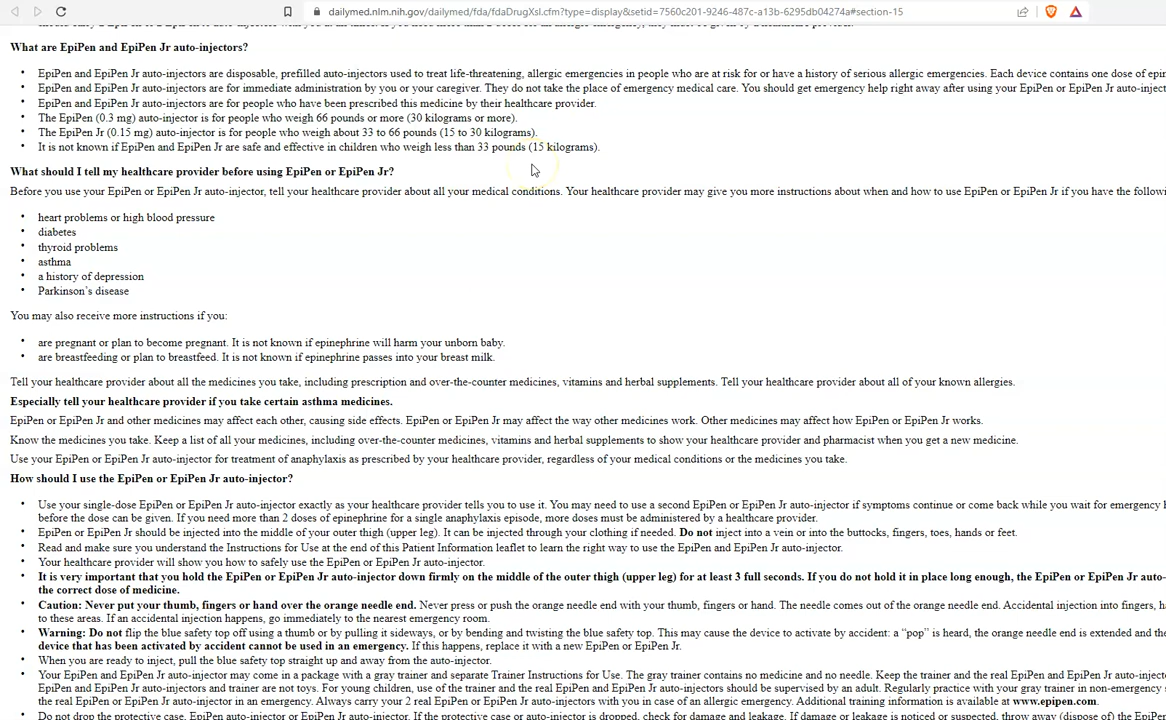 dailymed.nlm.nih.gov/dailymed/fda/fdaDrugXsl.cfm?type=display&setid=7560c201-9246-487c-a13b-6295db04274a#section-15
What are EpiPen and EpiPen Jr auto-injectors?
• EpiPen and EpiPen Jr auto-injectors are disposable, prefilled auto-injectors used to treat life-threatening, allergic emergencies in people who are at risk for or have a history of serious allergic emergencies. Each device contains one dose of epin
• EpiPen and EpiPen Jr auto-injectors are for immediate administration by you or your caregiver. They do not take the place of emergency medical care. You should get emergency help right away after using your EpiPen or EpiPen Jr auto-inject
• EpiPen and EpiPen Jr auto-injectors are for people who have been prescribed this medicine by their healthcare provider.
• The EpiPen (0.3 mg) auto-injector is for people who weigh 66 pounds or more (30 kilograms or more).
• The EpiPen Jr (0.15 mg) auto-injector is for people who weigh about 33 to 66 pounds (15 to 30 kilograms).
• It is not known if EpiPen and EpiPen Jr are safe and effective in children who weigh less than 33 pounds (15 kilograms).
What should I tell my healthcare provider before using EpiPen or EpiPen Jr?
Before you use your EpiPen or EpiPen Jr auto-injector, tell your healthcare provider about all your medical conditions. Your healthcare provider may give you more instructions about when and how to use EpiPen or EpiPen Jr if you have the followi
• heart problems or high blood pressure
• diabetes
• thyroid problems
• asthma
• a history of depression
• Parkinson's disease
You may also receive more instructions if you:
• are pregnant or plan to become pregnant. It is not known if epinephrine will harm your unborn baby.
• are breastfeeding or plan to breastfeed. It is not known if epinephrine passes into your breast milk.
Tell your healthcare provider about all the medicines you take, including prescription and over-the-counter medicines, vitamins and herbal supplements. Tell your healthcare provider about all of your known allergies.
Especially tell your healthcare provider if you take certain asthma medicines.
EpiPen or EpiPen Jr and other medicines may affect each other, causing side effects. EpiPen or EpiPen Jr may affect the way other medicines work. Other medicines may affect how EpiPen or EpiPen Jr works.
Know the medicines you take. Keep a list of all your medicines, including over-the-counter medicines, vitamins and herbal supplements to show your healthcare provider and pharmacist when you get a new medicine.
Use your EpiPen or EpiPen Jr auto-injector for treatment of anaphylaxis as prescribed by your healthcare provider, regardless of your medical conditions or the medicines you take.
How should I use the EpiPen or EpiPen Jr auto-injector?
• Use your single-dose EpiPen or EpiPen Jr auto-injector exactly as your healthcare provider tells you to use it. You may need to use a second EpiPen or EpiPen Jr auto-injector if symptoms continue or come back while you wait for emergency h
before the dose can be given. If you need more than 2 doses of epinephrine for a single anaphylaxis episode, more doses must be administered by a healthcare provider.
• EpiPen or EpiPen Jr should be injected into the middle of your outer thigh (upper leg). It can be injected through your clothing if needed. Do not inject into a vein or into the buttocks, fingers, toes, hands or feet.
• Read and make sure you understand the Instructions for Use at the end of this Patient Information leaflet to learn the right way to use the EpiPen and EpiPen Jr auto-injector.
• Your healthcare provider will show you how to safely use the EpiPen or EpiPen Jr auto-injector.
• It is very important that you hold the EpiPen or EpiPen Jr auto-injector down firmly on the middle of the outer thigh (upper leg) for at least 3 full seconds. If you do not hold it in place long enough, the EpiPen or EpiPen Jr auto-
the correct dose of medicine.
• Caution: Never put your thumb, fingers or hand over the orange needle end. Never press or push the orange needle end with your thumb, fingers or hand. The needle comes out of the orange needle end. Accidental injection into fingers, h
to these areas. If an accidental injection happens, go immediately to the nearest emergency room.
• Warning: Do not flip the blue safety top off using a thumb or by pulling it sideways, or by bending and twisting the blue safety top. This may cause the device to activate by accident: a “pop” is heard, the orange needle end is extended and the
device that has been activated by accident cannot be used in an emergency. If this happens, replace it with a new EpiPen or EpiPen Jr.
• When you are ready to inject, pull the blue safety top straight up and away from the auto-injector.
• Your EpiPen and EpiPen Jr auto-injector may come in a package with a gray trainer and separate Trainer Instructions for Use. The gray trainer contains no medicine and no needle. Keep the trainer and the real EpiPen and EpiPen Jr auto-injecto
EpiPen and EpiPen Jr auto-injectors and trainer are not toys. For young children, use of the trainer and the real EpiPen and EpiPen Jr auto-injectors should be supervised by an adult. Regularly practice with your gray trainer in non-emergency s
the real EpiPen or EpiPen Jr in an emergency. Always carry your 2 real EpiPen or EpiPen Jr auto-injectors with you in case of an allergic emergency. Additional training information is available at www.epipen.com.
• Do not drop the protective case, EpiPen or EpiPen Jr auto-injector. If the protective case or auto-injector is dropped, check for damage and leakage. If damage or leakage is noticed or suspected, throw away (dispose of) the EpiPe